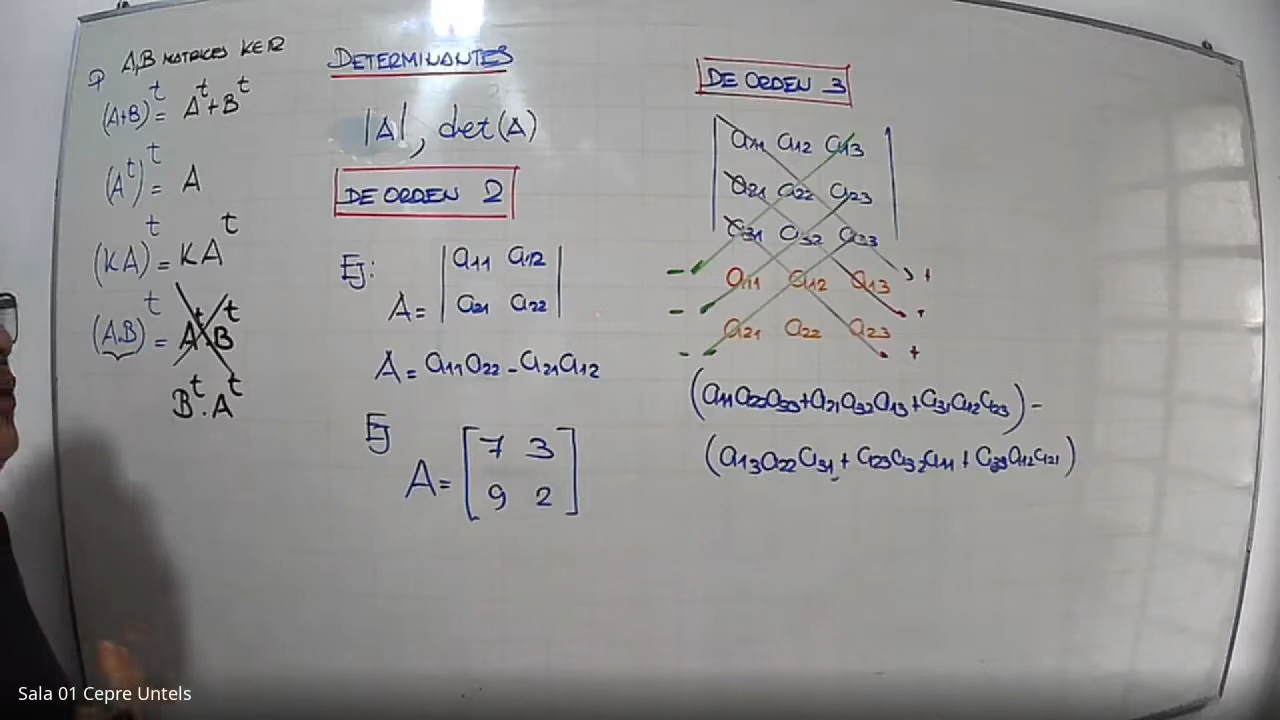 A,B MATRICES K∈R
(A+B)ᵗ = Aᵗ+Bᵗ
(Aᵗ)ᵗ = A
(KA)ᵗ = KAᵗ
(A.B)ᵗ = AᵗBᵗ
Bᵗ.Aᵗ
DETERMINANTES
|A|, det(A)
DE ORDEN 2
Ej:
A = | a11 a12 |
| a21 a22 |
A = a11a22 - a21a12
Ej
A = [ 7 3 ]
[ 9 2 ]
DE ORDEN 3
a11 a12 a13
a21 a22 a23
a31 a32 a33
- a11 a12 a13 +
- a21 a22 a23 +
- +
(a11a22a33+a21a32a13+a31a12a23) -
(a13a22a31 + a23a32a11 + a33a12a21)
Sala 01 Cepre Untels